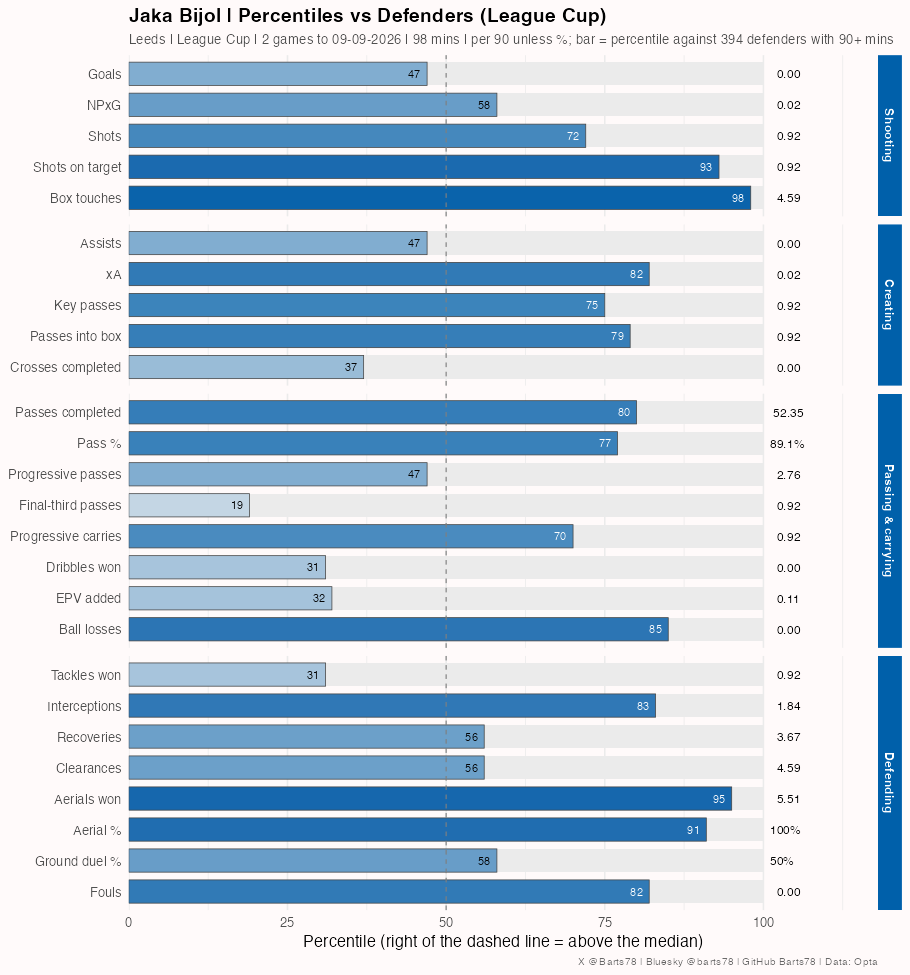 Jaka Bijol | Percentiles vs Defenders (League Cup)
Leeds | League Cup | 2 games to 09-09-2026 | 98 mins | per 90 unless %; bar = percentile against 394 defenders with 90+ mins
Shooting
Goals 47 0.00
NPxG 58 0.02
Shots 72 0.92
Shots on target 93 0.92
Box touches 98 4.59
Creating
Assists 47 0.00
xA 82 0.02
Key passes 75 0.92
Passes into box 79 0.92
Crosses completed 37 0.00
Passing & carrying
Passes completed 80 52.35
Pass % 77 89.1%
Progressive passes 47 2.76
Final-third passes 19 0.92
Progressive carries 70 0.92
Dribbles won 31 0.00
EPV added 32 0.11
Ball losses 85 0.00
Defending
Tackles won 31 0.92
Interceptions 83 1.84
Recoveries 56 3.67
Clearances 56 4.59
Aerials won 95 5.51
Aerial % 91 100%
Ground duel % 58 50%
Fouls 82 0.00
0 25 50 75 100
Percentile (right of the dashed line = above the median)
X @Barts78 | Bluesky @barts78 | GitHub Barts78 | Data: Opta